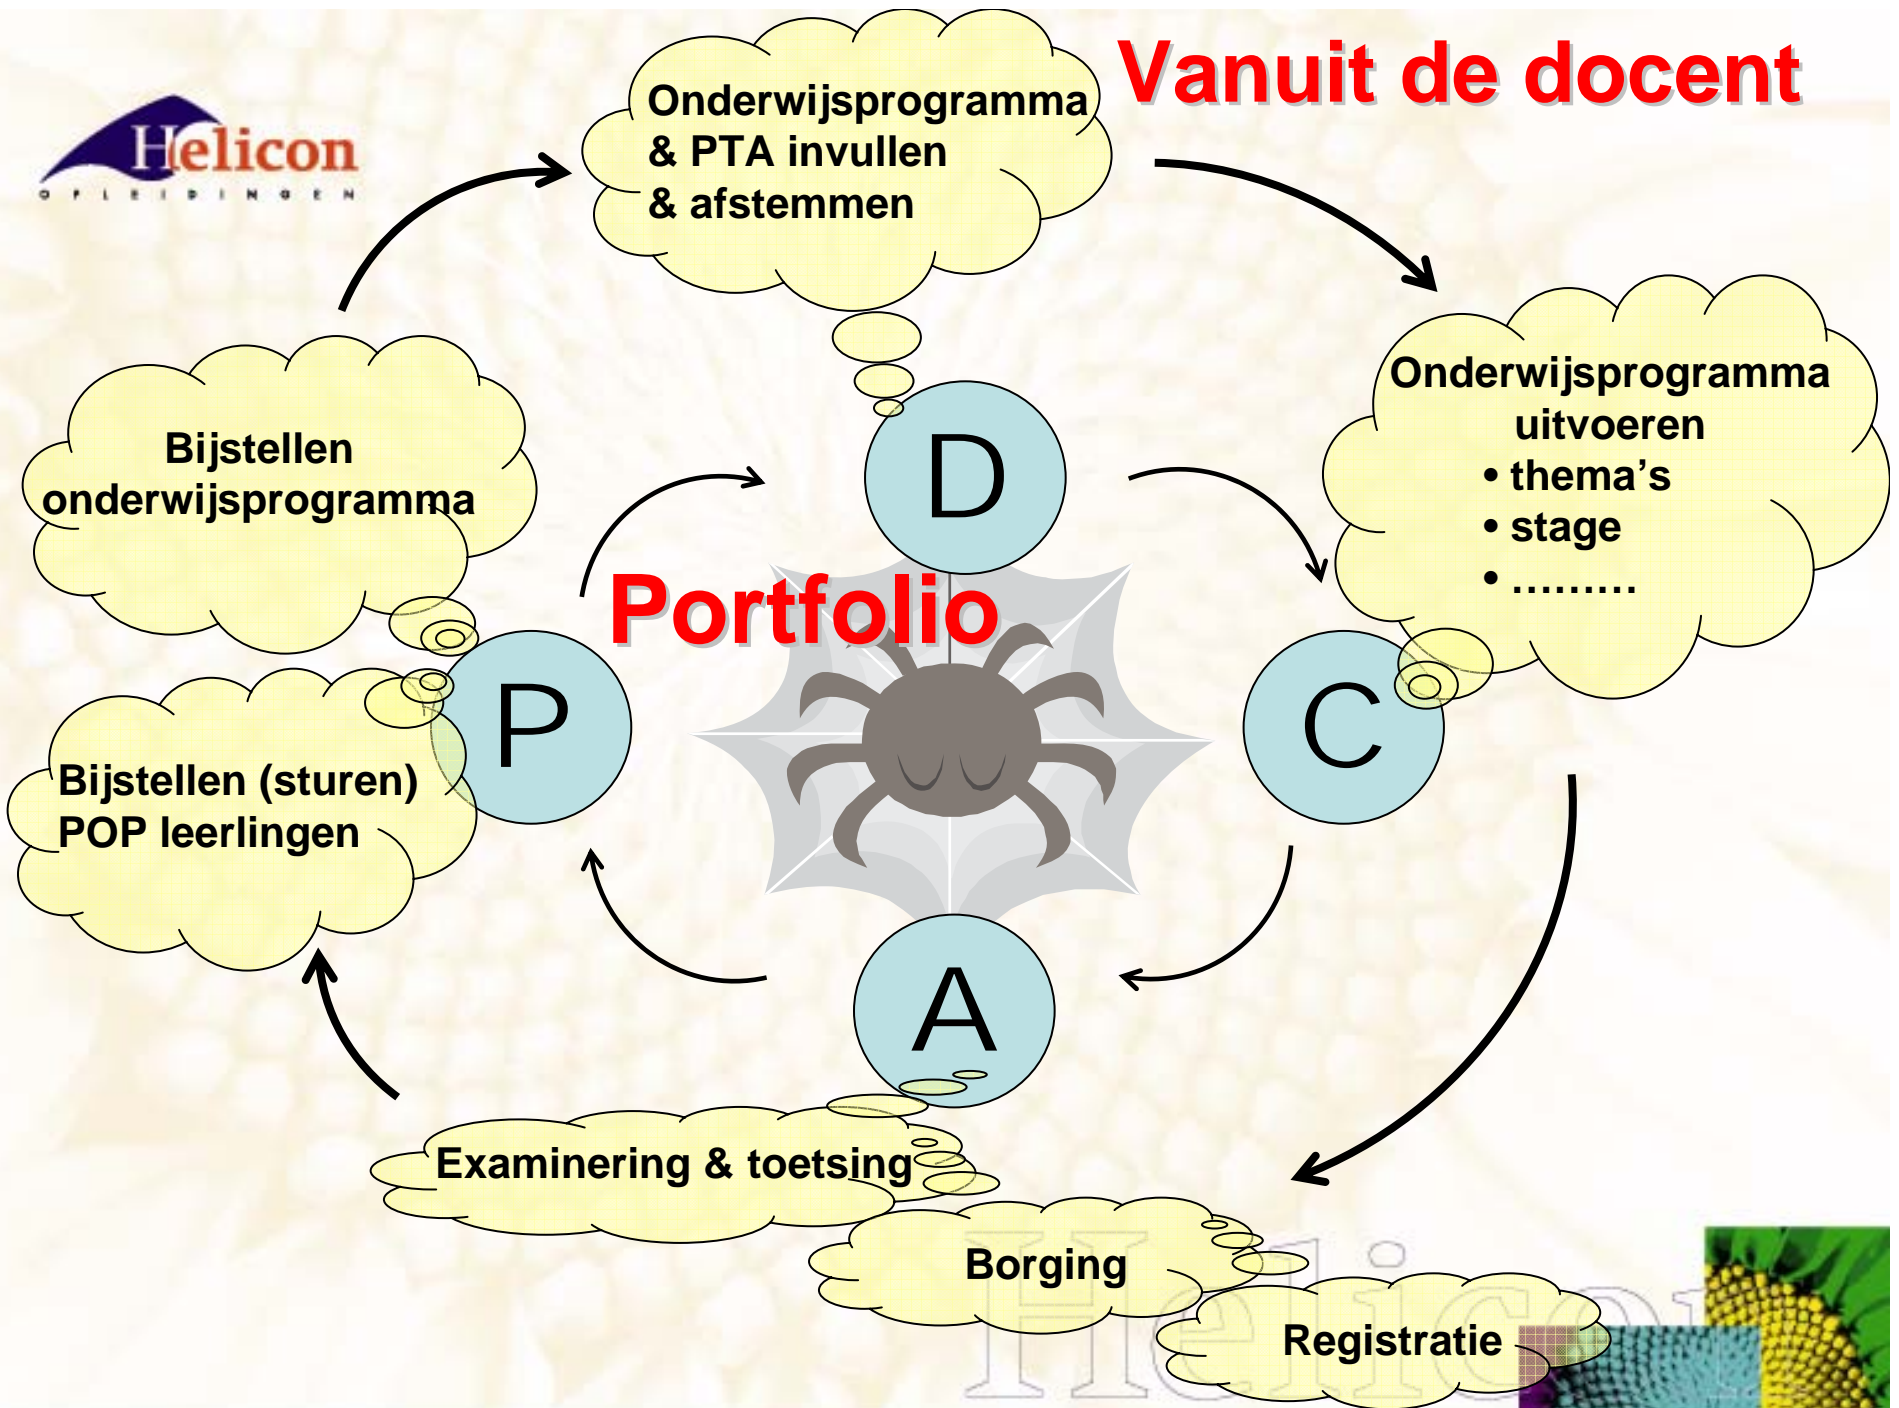 Vanuit de docent
Helicon
OPLEIDINGEN
Onderwijsprogramma
& PTA invullen
& afstemmen
Onderwijsprogramma
uitvoeren
• thema’s
• stage
• ………
Bijstellen
onderwijsprogramma
D
Portfolio
P
C
Bijstellen (sturen)
POP leerlingen
A
Examinering & toetsing
Borging
Registratie
Helicon